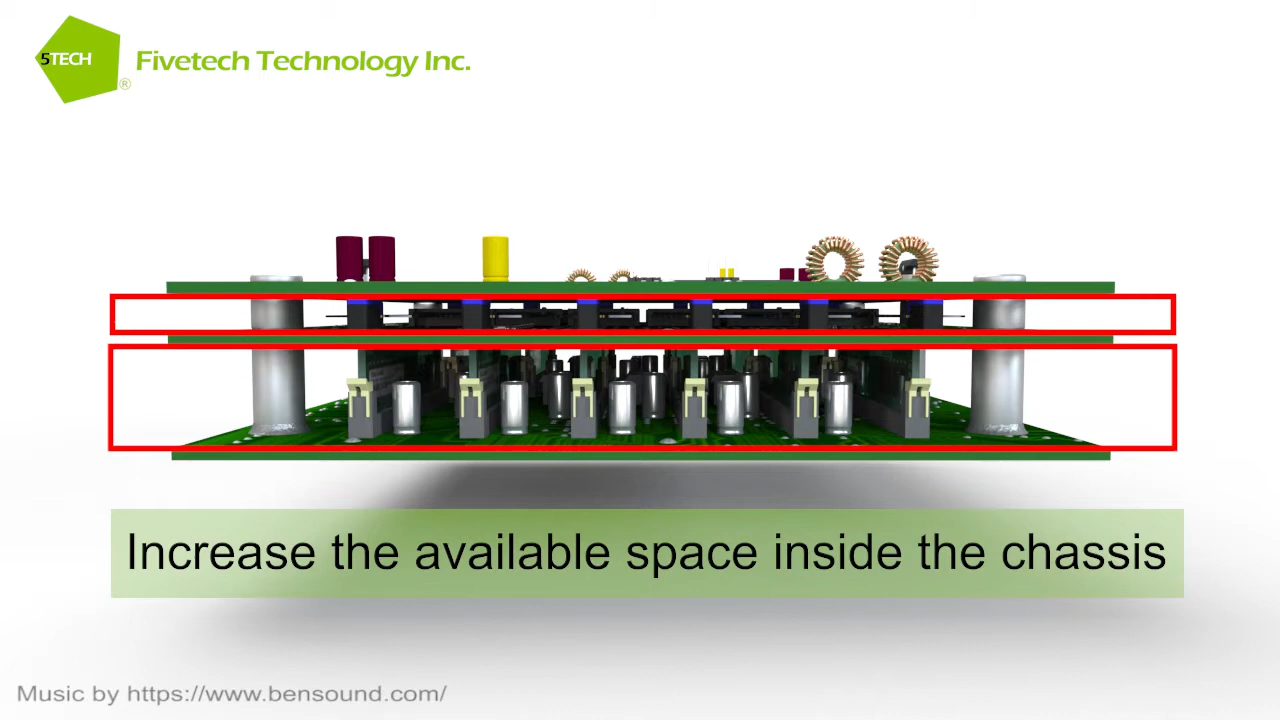 5TECH
®
Fivetech Technology Inc.
Increase the available space inside the chassis
Music by https://www.bensound.com/